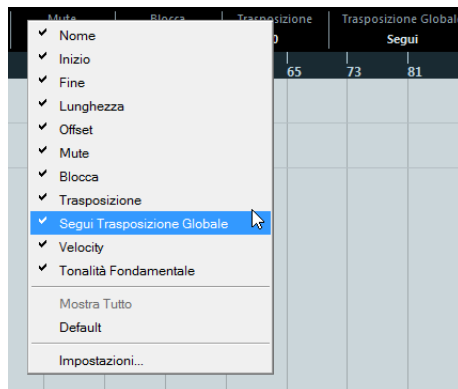 Mute Blocca Trasposizione Trasposizione Global
0 Segui
65 73 81
Nome
Inizio
Fine
Lunghezza
Offset
Mute
Blocca
Trasposizione
Segui Trasposizione Globale
Velocity
Tonalità Fondamentale
Mostra Tutto
Default
Impostazioni...